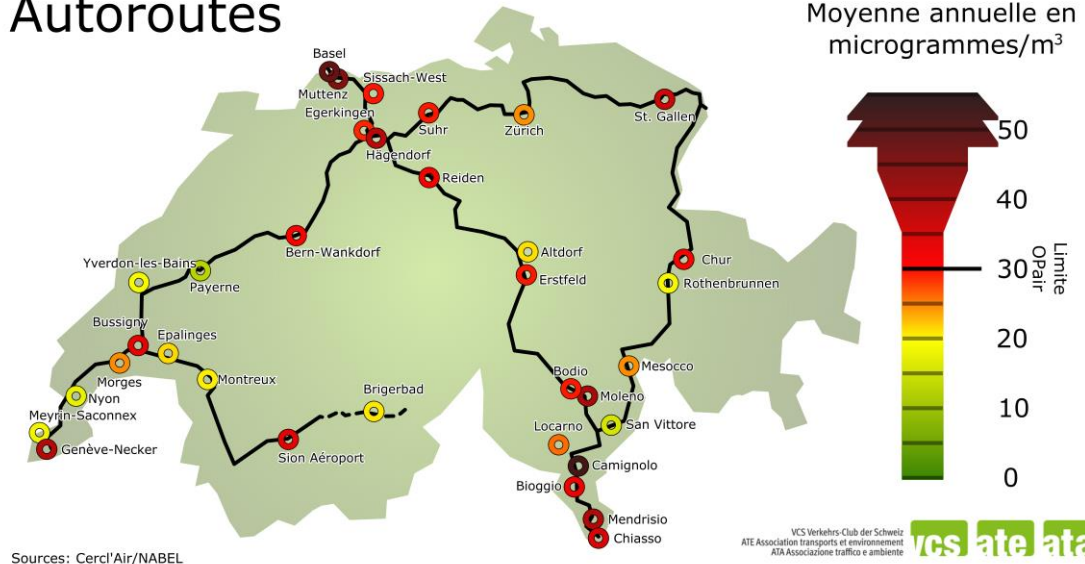 Autoroutes
Moyenne annuelle en
microgrammes/m³
Basel
Sissach-West
Muttenz
Egerkingen
Suhr
Zürich
St. Gallen
Hägendorf
Reiden
Bern-Wankdorf
Altdorf
Erstfeld
Chur
Rothenbrunnen
Yverdon-les-Bains
Payerne
Bussigny
Epalinges
Morges
Montreux
Nyon
Meyrin-Saconnex
Genève-Necker
Brigerbad
Sion Aéroport
Bodio
Mesocco
Moleno
Locarno
San Vittore
Camignolo
Bioggio
Mendrisio
Chiasso
50
40
30
Limite
OPair
20
10
0
Sources: Cercl'Air/NABEL
VCS Verkehrs-Club der Schweiz
ATE Association transports et environnement
ATA Associazione traffico e ambiente
vcs ate ata